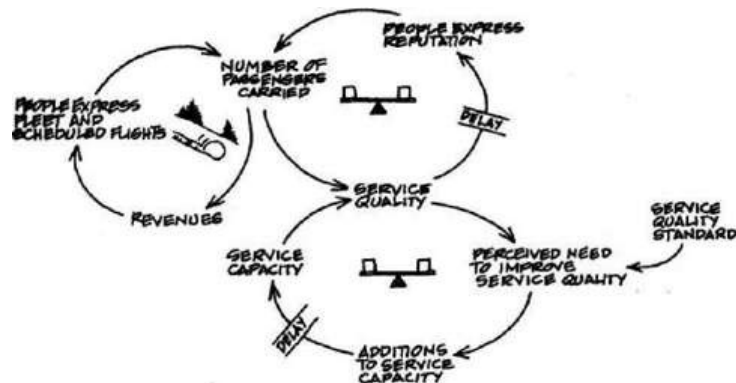 PEOPLE EXPRESS
REPUTATION
NUMBER OF
PASSENGERS
CARRIED
PEOPLE EXPRESS
FLEET AND
SCHEDULED FLIGHTS
DELAY
REVENUES
SERVICE
QUALITY
SERVICE
QUALITY
STANDARD
SERVICE
CAPACITY
PERCEIVED NEED
TO IMPROVE
SERVICE QUALITY
DELAY
ADDITIONS
TO SERVICE
CAPACITY